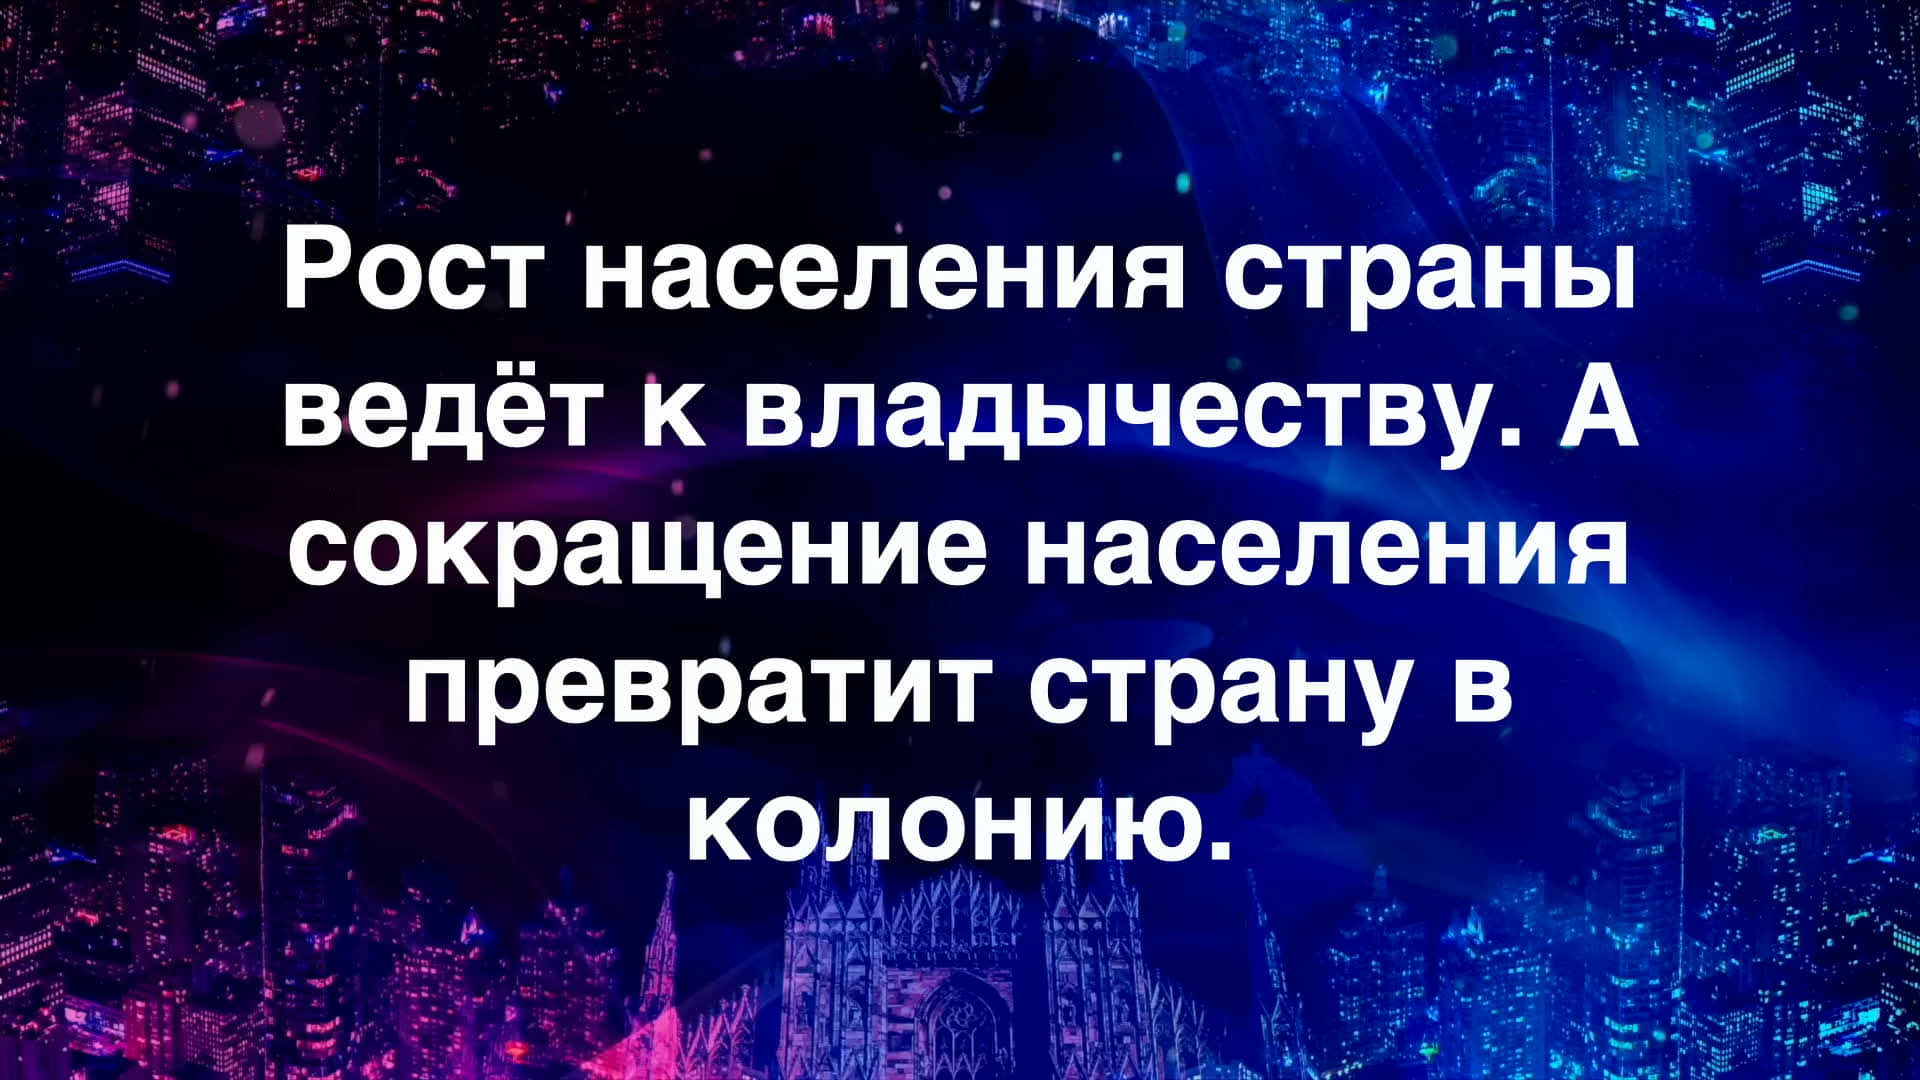 Рост населения страны
ведёт к владычеству. А
сокращение населения
превратит страну в
колонию.